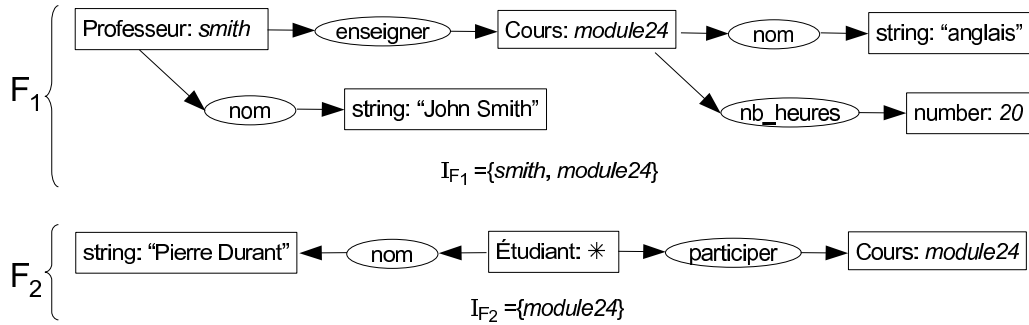 Professeur: smith enseigner Cours: module24 nom string: “anglais”
F1
nom string: “John Smith” nb_heures number: 20
IF1 ={smith, module24}
string: “Pierre Durant” nom Étudiant: ✳ participer Cours: module24
F2
IF2 ={module24}